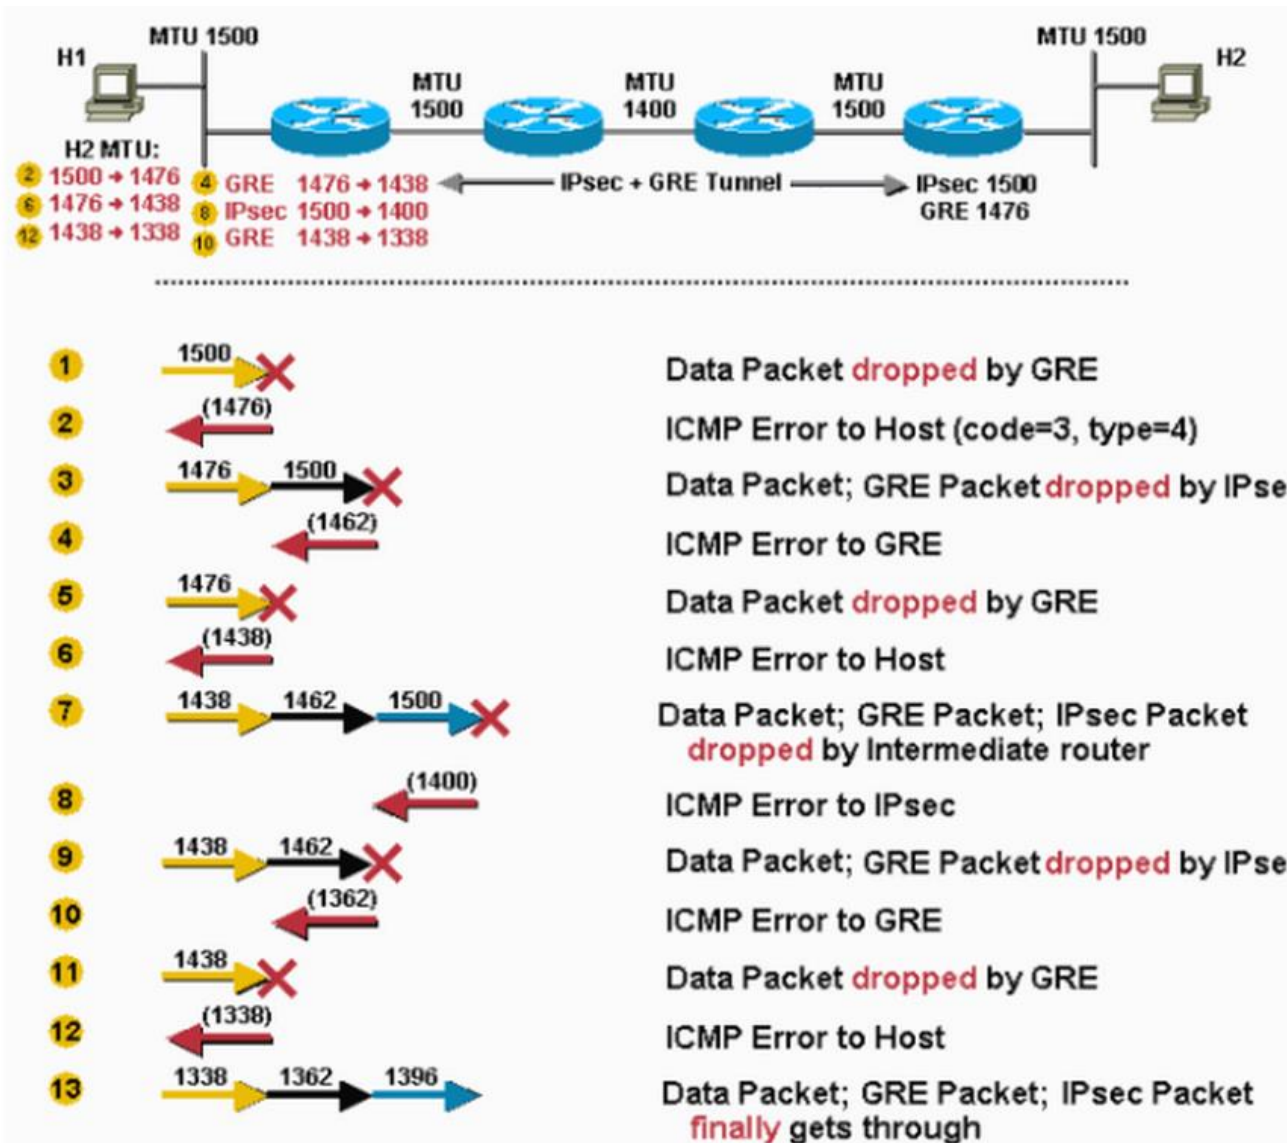 MTU 1500
MTU 1500
H1
H2
MTU
1500
MTU
1400
MTU
1500
H2 MTU:
2 1500 → 1476
6 1476 → 1438
12 1438 → 1338
4 GRE 1476 → 1438
8 IPsec 1500 → 1400
10 GRE 1438 → 1338
IPsec + GRE Tunnel
IPsec 1500
GRE 1476
1 1500 Data Packet dropped by GRE
2 (1476) ICMP Error to Host (code=3, type=4)
3 1476 1500 Data Packet; GRE Packet dropped by IPse
4 (1462) ICMP Error to GRE
5 1476 Data Packet dropped by GRE
6 (1438) ICMP Error to Host
7 1438 1462 1500 Data Packet; GRE Packet; IPsec Packet
dropped by Intermediate router
8 (1400) ICMP Error to IPsec
9 1438 1462 Data Packet; GRE Packet dropped by IPse
10 (1362) ICMP Error to GRE
11 1438 Data Packet dropped by GRE
12 (1338) ICMP Error to Host
13 1338 1362 1396 Data Packet; GRE Packet; IPsec Packet
finally gets through